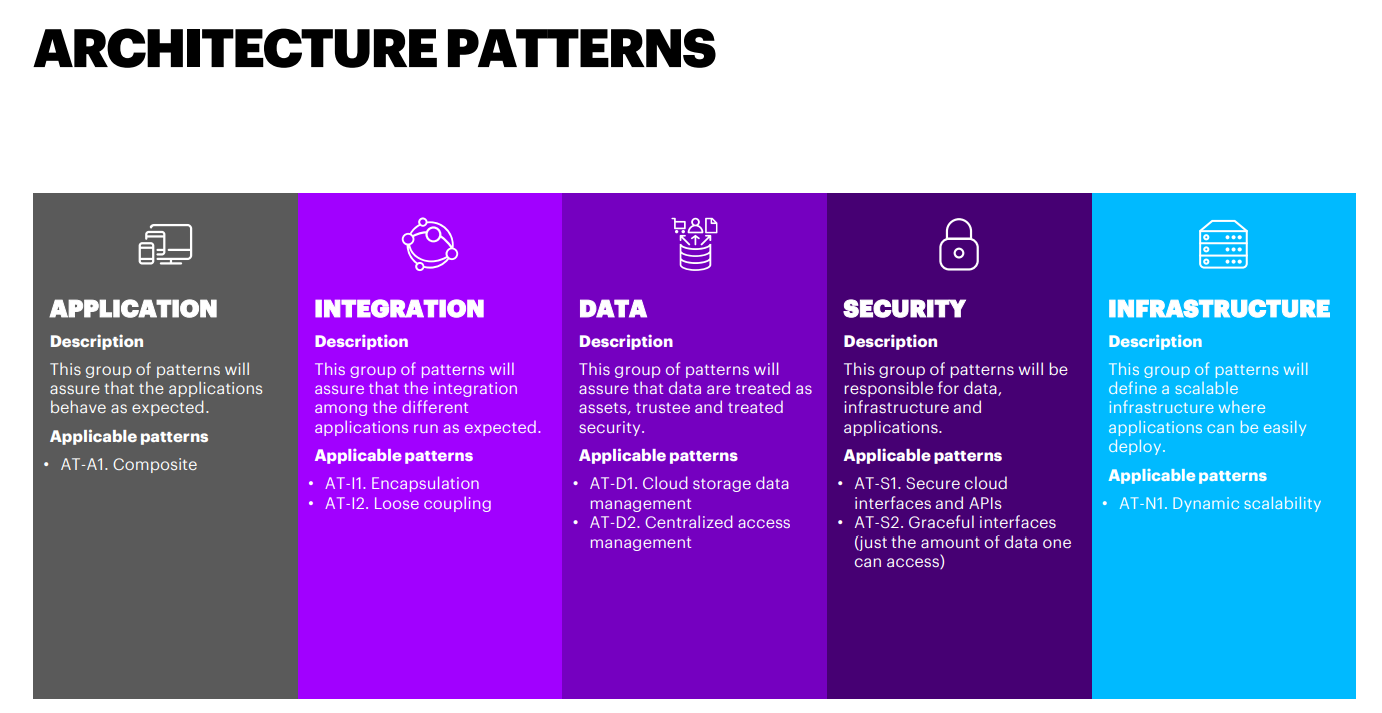 ARCHITECTURE PATTERNS
APPLICATION
Description
This group of patterns will
assure that the applications
behave as expected.
Applicable patterns
• AT-A1. Composite
INTEGRATION
Description
This group of patterns will
assure that the integration
among the different
applications run as expected.
Applicable patterns
• AT-I1. Encapsulation
• AT-I2. Loose coupling
DATA
Description
This group of patterns will
assure that data are treated as
assets, trustee and treated
security.
Applicable patterns
• AT-D1. Cloud storage data
management
• AT-D2. Centralized access
management
SECURITY
Description
This group of patterns will be
responsible for data,
infrastructure and
applications.
Applicable patterns
• AT-S1. Secure cloud
interfaces and APIs
• AT-S2. Graceful interfaces
(just the amount of data one
can access)
INFRASTRUCTURE
Description
This group of patterns will
define a scalable
infrastructure where
applications can be easily
deploy.
Applicable patterns
• AT-N1. Dynamic scalability